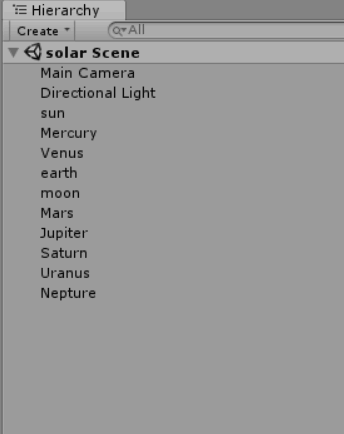 Hierarchy
Create
All
solar Scene
Main Camera
Directional Light
sun
Mercury
Venus
earth
moon
Mars
Jupiter
Saturn
Uranus
Nepture